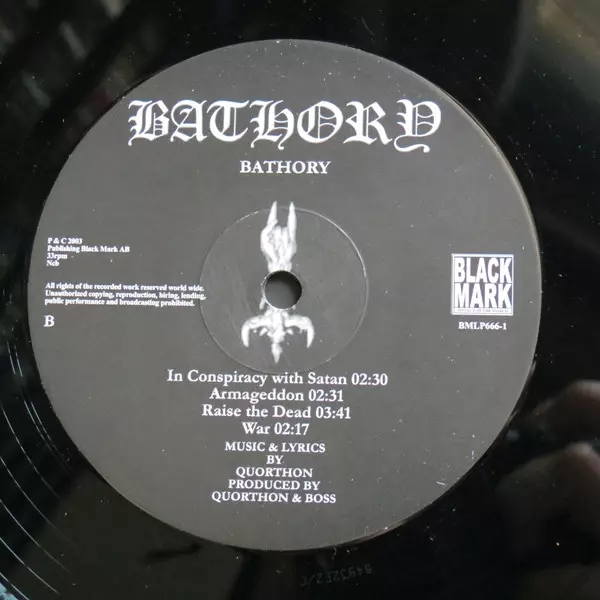 BATHORY
BATHORY
P & C 2003
Publishing Black Mark AB
33rpm
Ncb
All rights of the recorded work reserved world wide.
Unauthorized copying, reproduction, hiring, lending,
public performance and broadcasting prohibited.
B
BLACK
MARK
BMLP666-1
In Conspiracy with Satan 02:30
Armageddon 02:31
Raise the Dead 03:41
War 02:17
MUSIC & LYRICS
BY
QUORTHON
PRODUCED BY
QUORTHON & BOSS